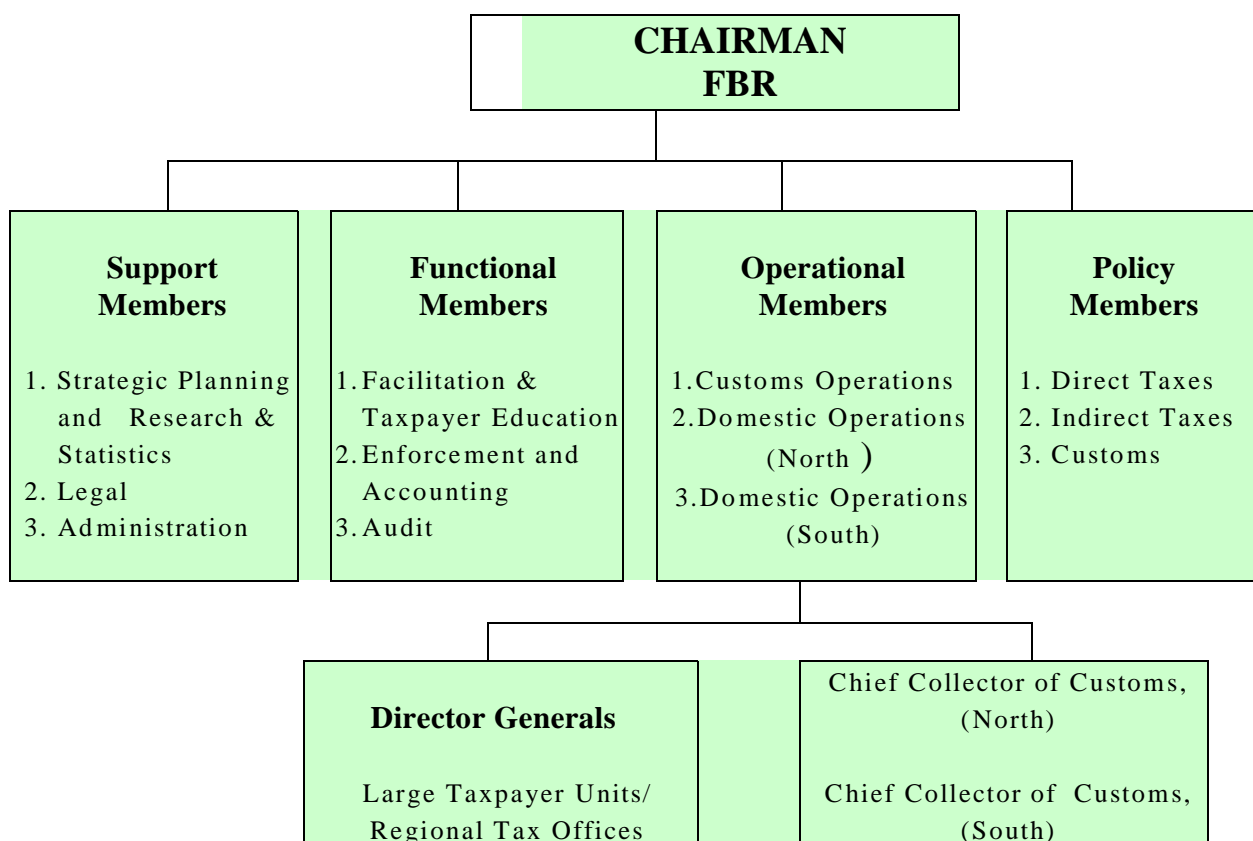 CHAIRMAN
FBR
Support
Members
1. Strategic Planning
and Research &
Statistics
2. Legal
3. Administration
Functional
Members
1.Facilitation &
Taxpayer Education
2.Enforcement and
Accounting
3.Audit
Operational
Members
1.Customs Operations
2.Domestic Operations
(North )
3.Domestic Operations
(South)
Policy
Members
1. Direct Taxes
2. Indirect Taxes
3. Customs
Director Generals
Large Taxpayer Units/
Regional Tax Offices
Chief Collector of Customs,
(North)
Chief Collector of Customs,
(South)